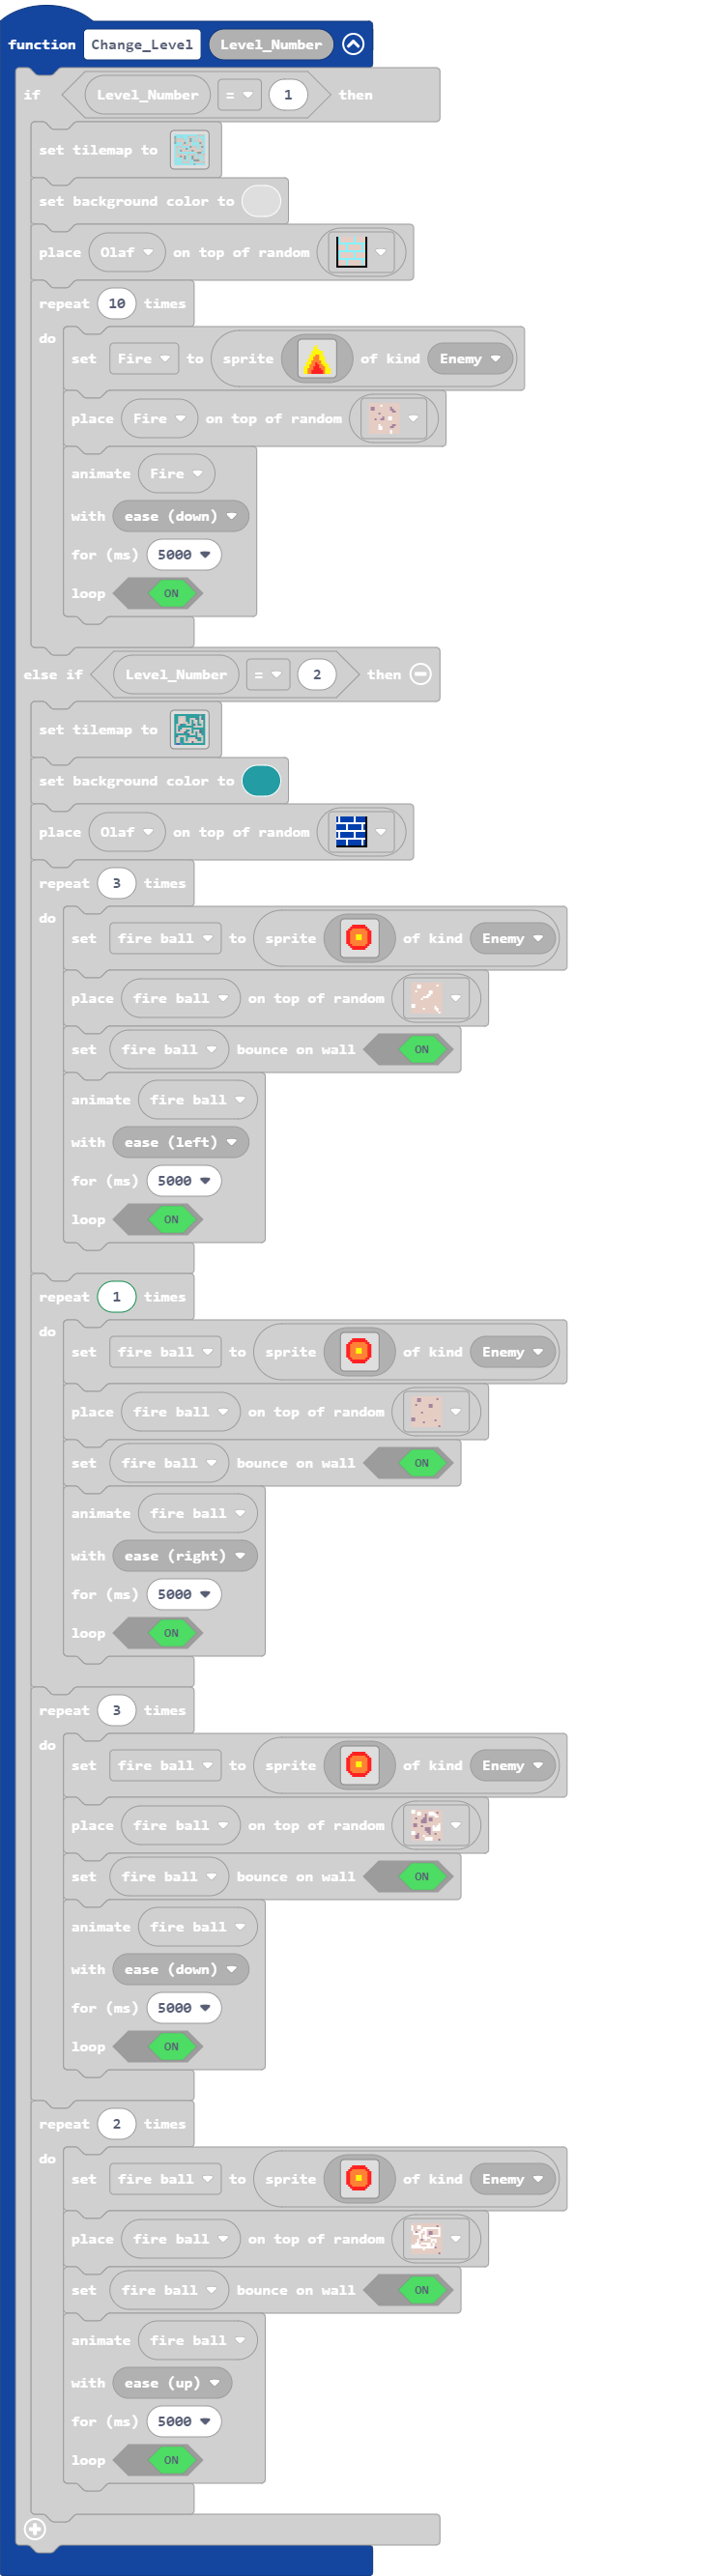 function Change_Level Level_Number
if Level_Number = 1 then
set tilemap to
set background color to
place Olaf on top of random
repeat 10 times
do
set Fire to sprite of kind Enemy
place Fire on top of random
animate Fire
with ease (down)
for (ms) 5000
loop ON
else if Level_Number = 2 then
set tilemap to
set background color to
place Olaf on top of random
repeat 3 times
do
set fire ball to sprite of kind Enemy
place fire ball on top of random
set fire ball bounce on wall ON
animate fire ball
with ease (left)
for (ms) 5000
loop ON
repeat 1 times
do
set fire ball to sprite of kind Enemy
place fire ball on top of random
set fire ball bounce on wall ON
animate fire ball
with ease (right)
for (ms) 5000
loop ON
repeat 3 times
do
set fire ball to sprite of kind Enemy
place fire ball on top of random
set fire ball bounce on wall ON
animate fire ball
with ease (down)
for (ms) 5000
loop ON
repeat 2 times
do
set fire ball to sprite of kind Enemy
place fire ball on top of random
set fire ball bounce on wall ON
animate fire ball
with ease (up)
for (ms) 5000
loop ON